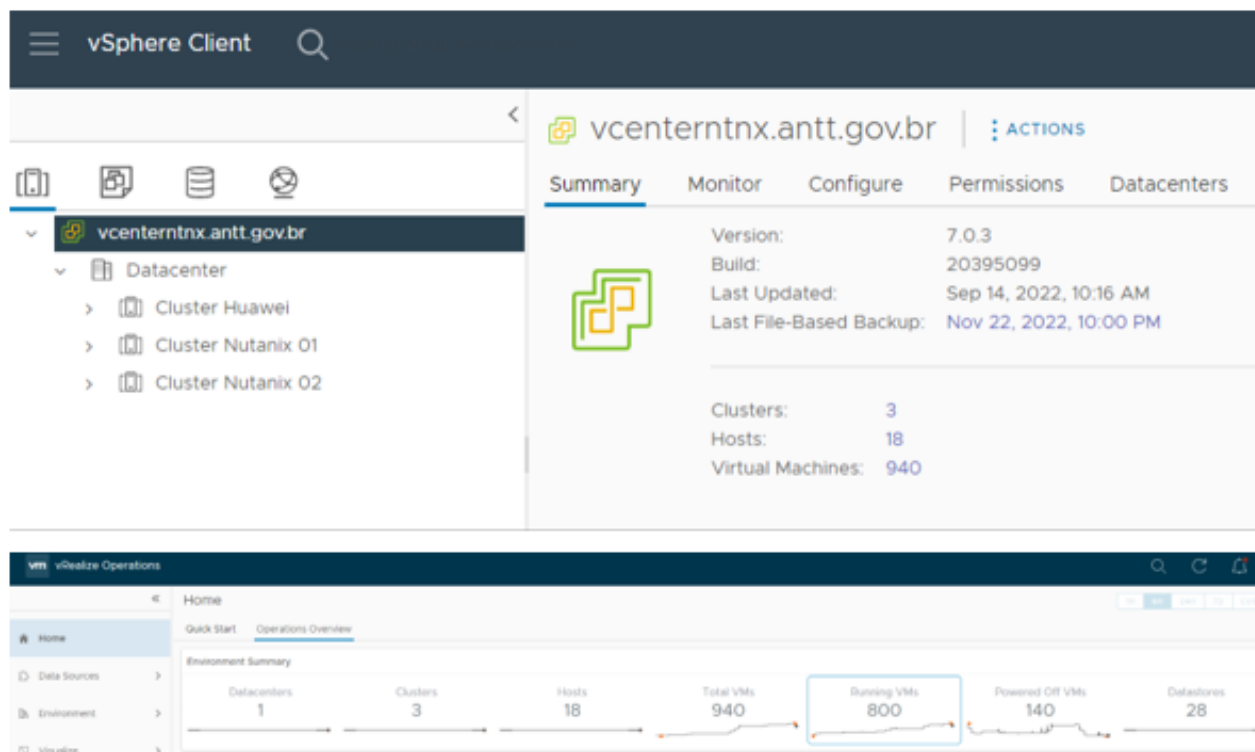 vSphere Client
vcenterntnx.antt.gov.br
ACTIONS
Summary Monitor Configure Permissions Datacenters
vcenterntnx.antt.gov.br
Datacenter
Cluster Huawei
Cluster Nutanix 01
Cluster Nutanix 02
Version: 7.0.3
Build: 20395099
Last Updated: Sep 14, 2022, 10:16 AM
Last File-Based Backup: Nov 22, 2022, 10:00 PM
Clusters: 3
Hosts: 18
Virtual Machines: 940
vm vRealize Operations
Home
Data Sources
Environment
Visualize
Home
Quick Start Operations Overview
Environment Summary
Datacenters Clusters Hosts Total VMs Running VMs Powered Off VMs Datastores
1 3 18 940 800 140 28